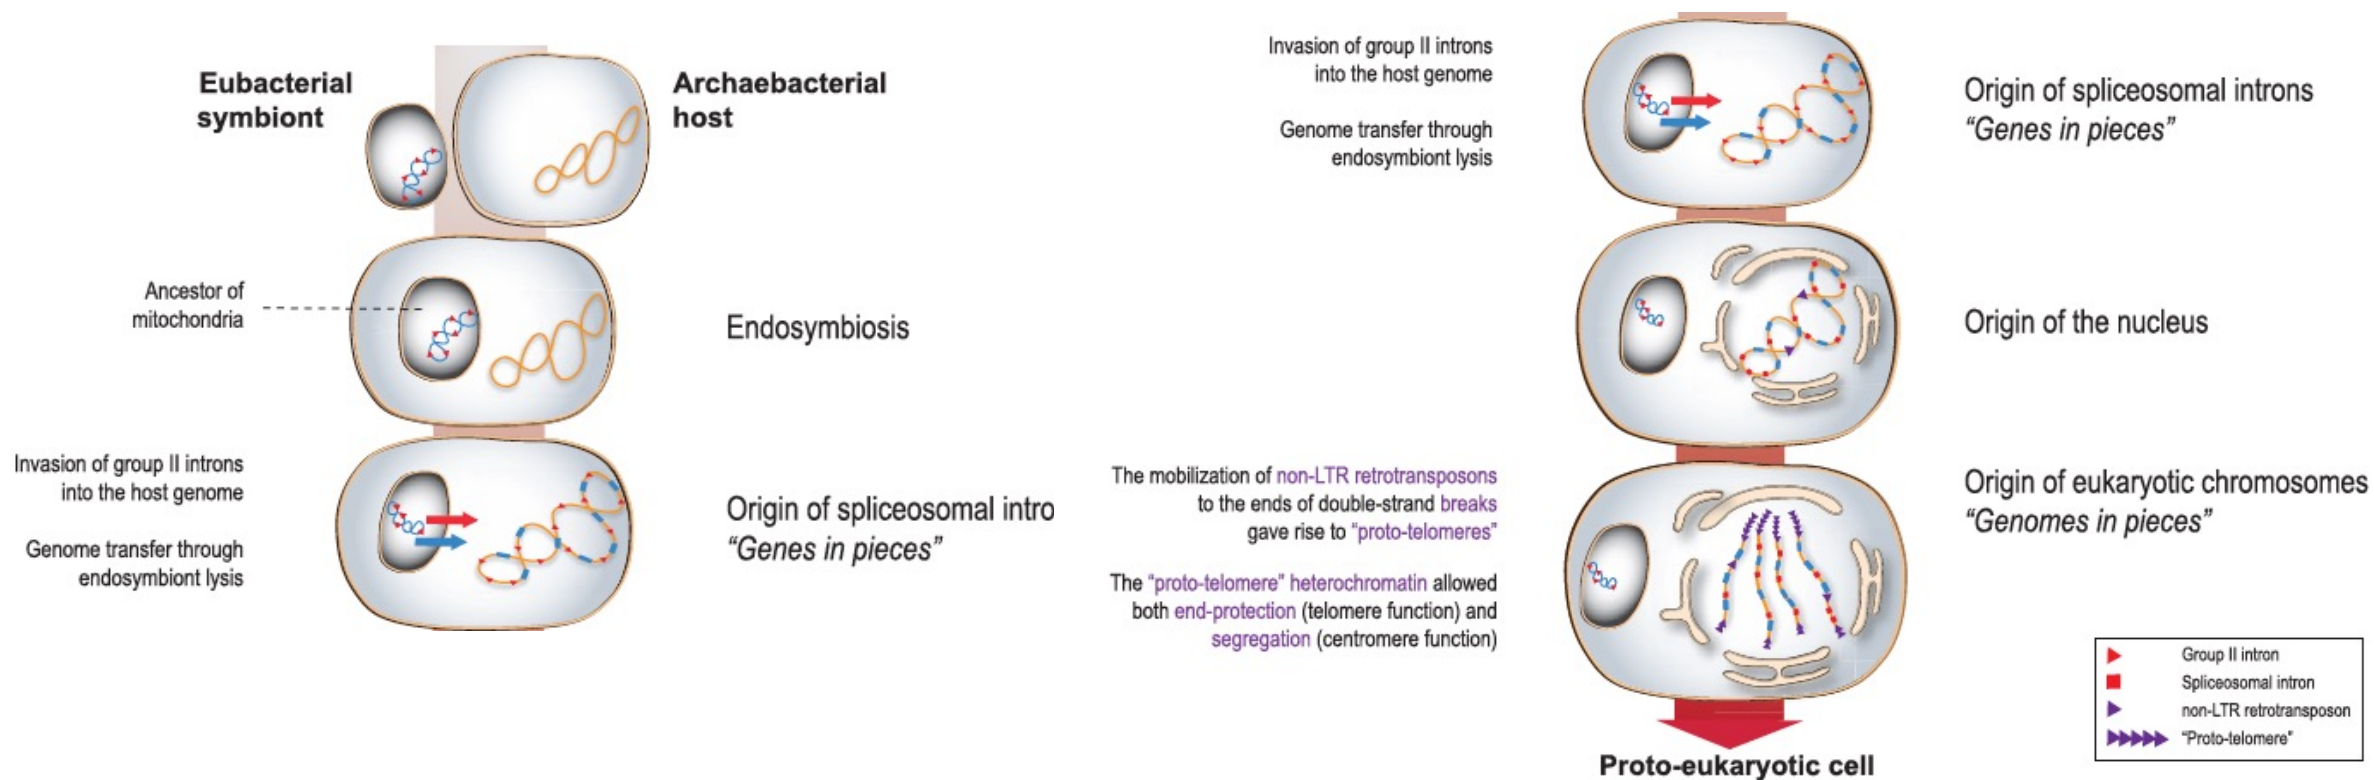 Eubacterial
symbiont
Archaebacterial
host
Ancestor of
mitochondria
Endosymbiosis
Invasion of group II introns
into the host genome
Genome transfer through
endosymbiont lysis
Origin of spliceosomal intro
“Genes in pieces”
Invasion of group II introns
into the host genome
Genome transfer through
endosymbiont lysis
Origin of spliceosomal introns
“Genes in pieces”
Origin of the nucleus
The mobilization of non-LTR retrotransposons
to the ends of double-strand breaks
gave rise to “proto-telomeres”
The “proto-telomere” heterochromatin allowed
both end-protection (telomere function) and
segregation (centromere function)
Origin of eukaryotic chromosomes
“Genomes in pieces”
Group II intron
Spliceosomal intron
non-LTR retrotransposon
“Proto-telomere”
Proto-eukaryotic cell